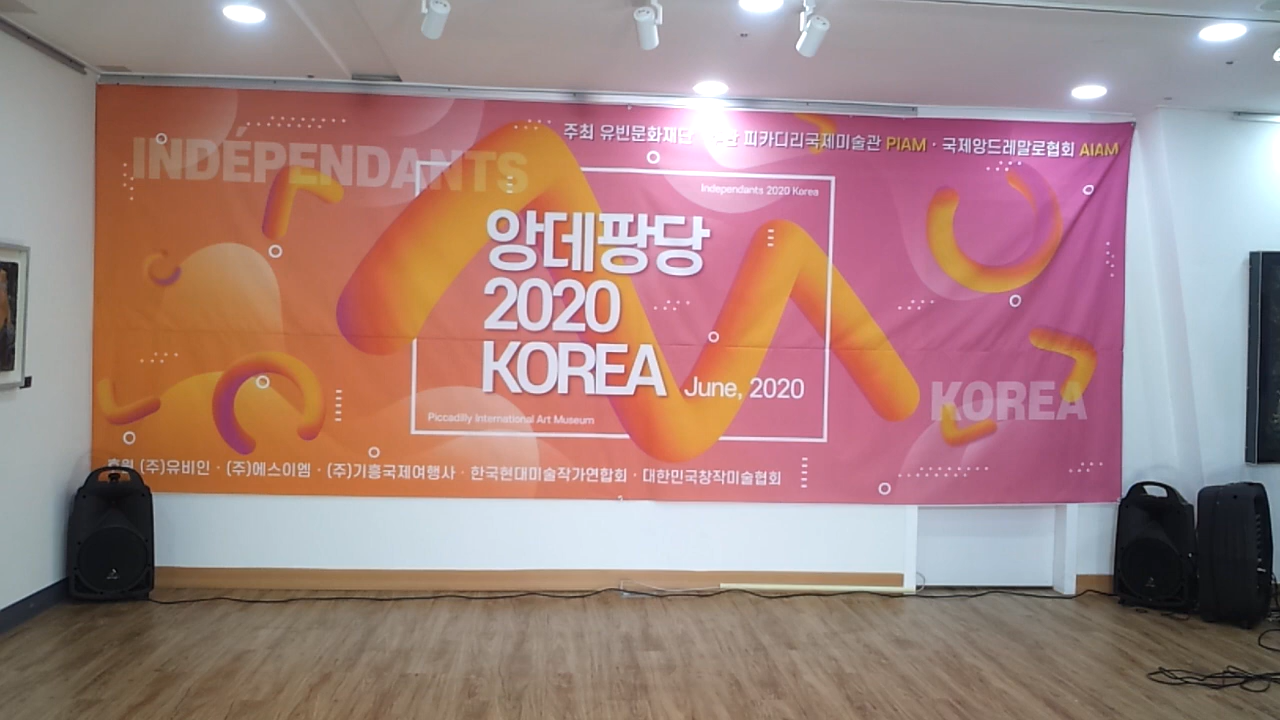 INDÉPENDANTS
주최 유빈문화재단 · 피카디리국제미술관 PIAM · 국제앙드레말로협회 AIAM
Independants 2020 Korea
앙데팡당
2020
KOREA June, 2020
KOREA
Piccadilly International Art Museum
후원 (주)유비인 · (주)에스이엠 · (주)기흥국제여행사 · 한국현대미술작가연합회 · 대한민국창작미술협회